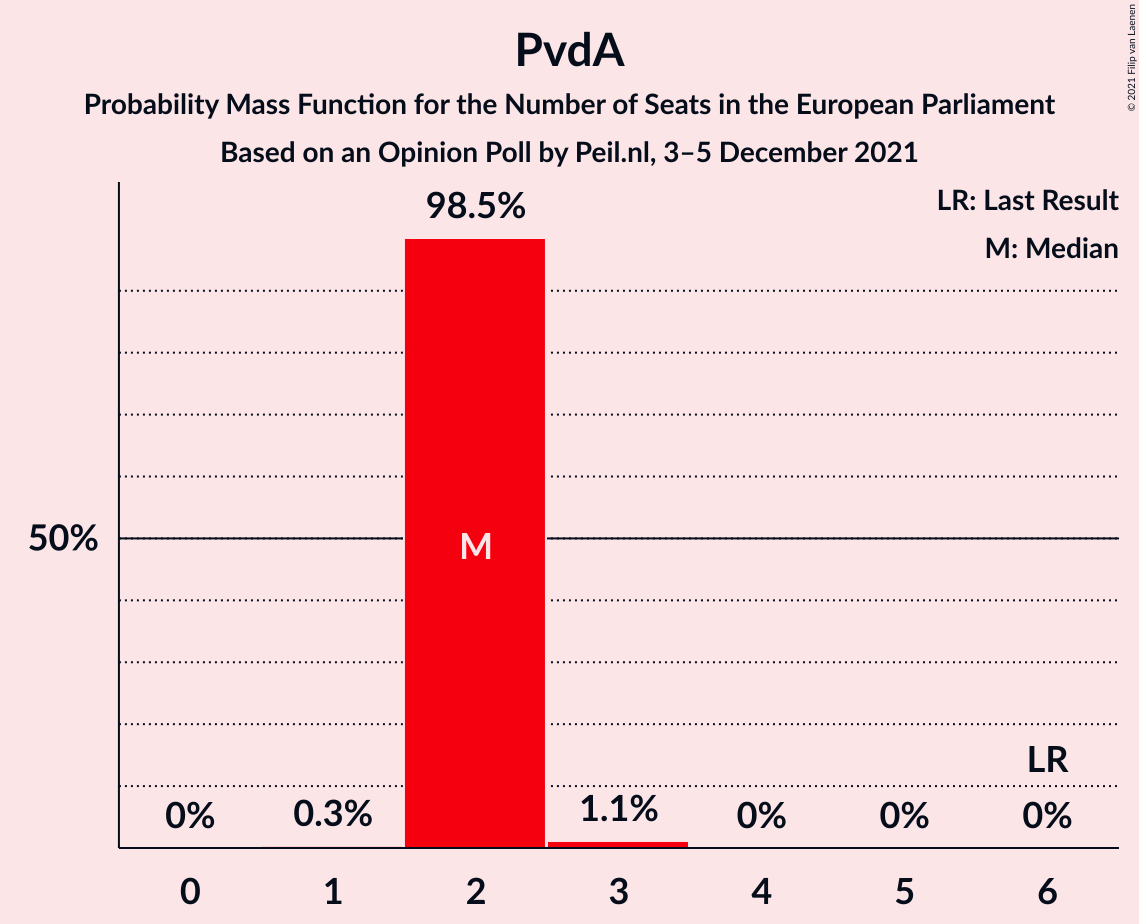 PvdA
Probability Mass Function for the Number of Seats in the European Parliament
Based on an Opinion Poll by Peil.nl, 3–5 December 2021
© 2021 Filip van Laenen
LR: Last Result
M: Median
98.5%
50%
M
LR
0%
0.3%
1.1%
0%
0%
0%
0
1
2
3
4
5
6